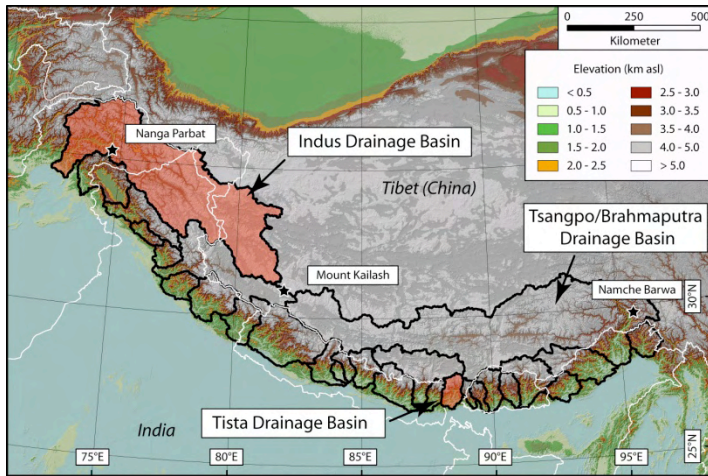 0 250 500
Kilometer
Elevation (km asl)
< 0.5 2.5 - 3.0
0.5 - 1.0 3.0 - 3.5
1.0 - 1.5 3.5 - 4.0
1.5 - 2.0 4.0 - 5.0
2.0 - 2.5 > 5.0
Nanga Parbat
Indus Drainage Basin
Tibet (China)
Tsangpo/Brahmaputra
Drainage Basin
Mount Kailash
Namche Barwa
30°N
Tista Drainage Basin
India
25°N
75°E 80°E 85°E 90°E 95°E